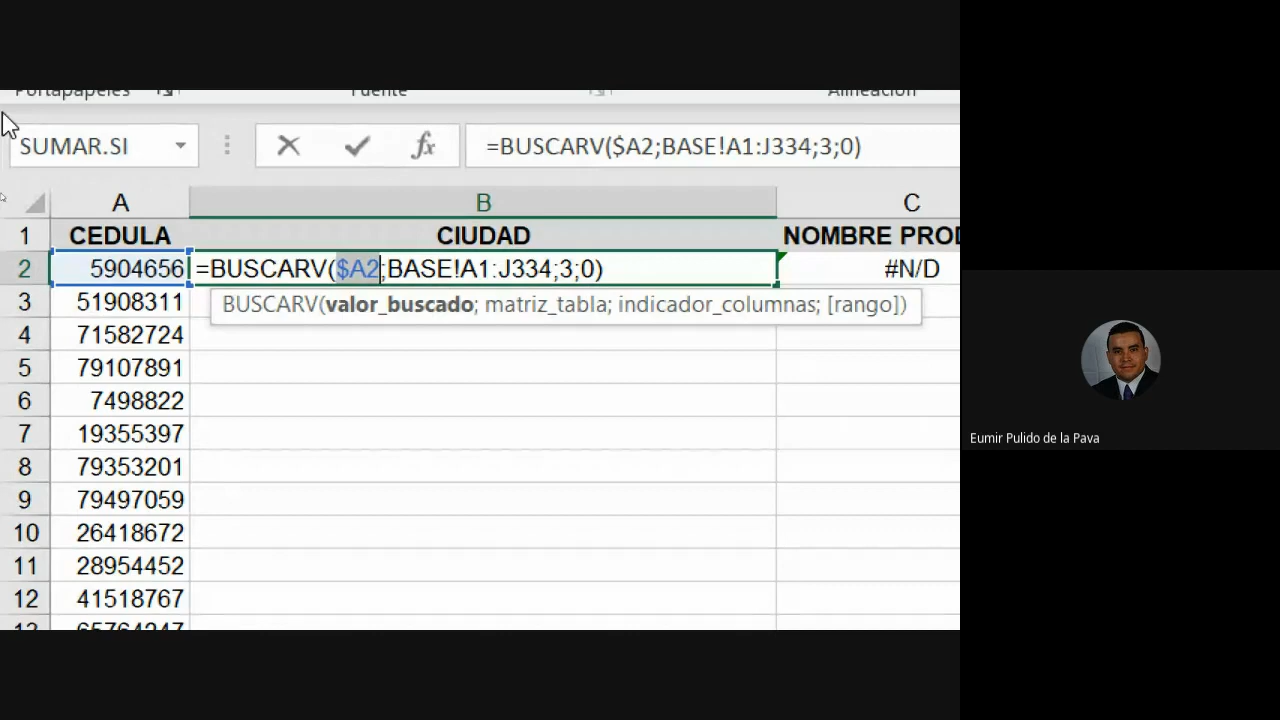 Portapapeles Fuente Alineación
SUMAR.SI fx =BUSCARV($A2;BASE!A1:J334;3;0)
A B C
1 CEDULA CIUDAD NOMBRE PROD
2 5904656 =BUSCARV($A2;BASE!A1:J334;3;0) #N/D
3 51908311 BUSCARV(valor_buscado; matriz_tabla; indicador_columnas; [rango])
4 71582724
5 79107891
6 7498822
7 19355397
8 79353201
9 79497059
10 26418672
11 28954452
12 41518767
Eumir Pulido de la Pava